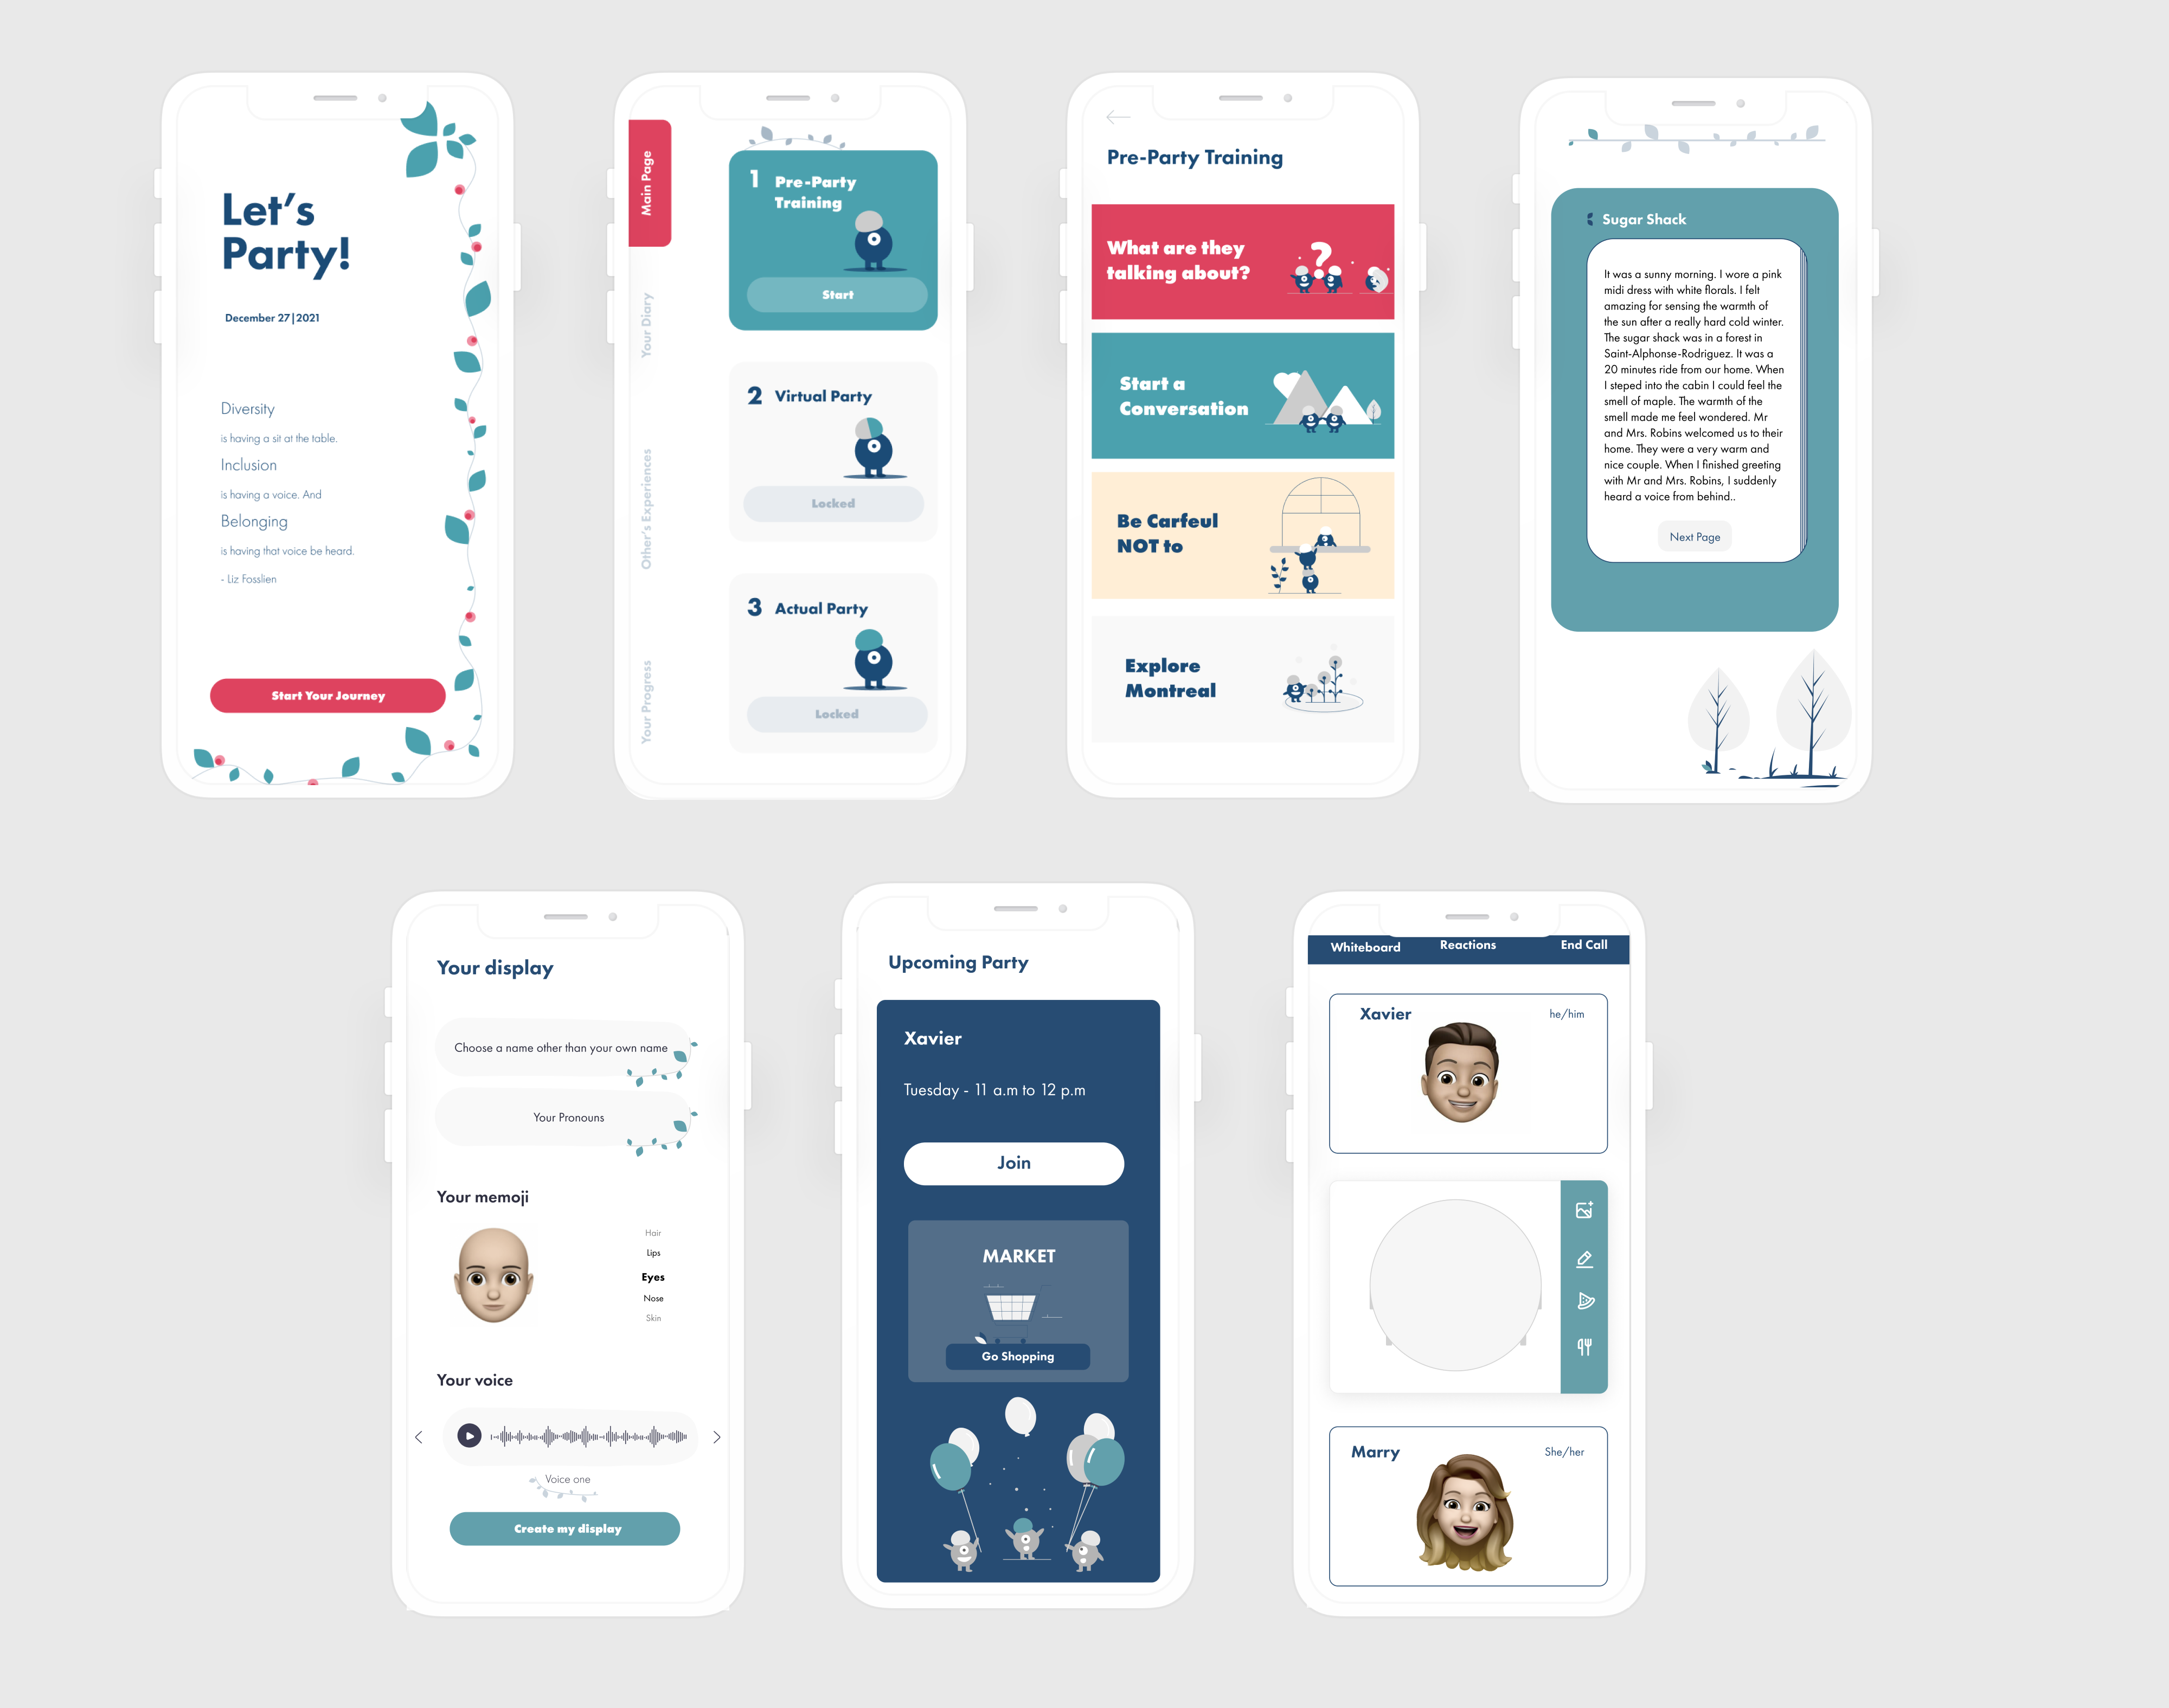 Let's
Party!
December 27|2021
Diversity
is having a sit at the table.
Inclusion
is having a voice. And
Belonging
is having that voice be heard.
- Liz Fosslien
Start Your Journey
Main Page
Your Diary
Other's Experiences
Your Progress
1 Pre-Party
Training
Start
2 Virtual Party
Locked
3 Actual Party
Locked
Pre-Party Training
What are they
talking about?
?
Start a
Conversation
Be Carfeul
NOT to
Explore
Montreal
Sugar Shack
It was a sunny morning. I wore a pink
midi dress with white florals. I felt
amazing for sensing the warmth of
the sun after a really hard cold winter.
The sugar shack was in a forest in
Saint-Alphonse-Rodriguez. It was a
20 minutes ride from our home. When
I steped into the cabin I could feel the
smell of maple. The warmth of the
smell made me feel wondered. Mr
and Mrs. Robins welcomed us to their
home. They were a very warm and
nice couple. When I finished greeting
with Mr and Mrs. Robins, I suddenly
heard a voice from behind..
Next Page
Your display
Choose a name other than your own name
Your Pronouns
Your memoji
Hair
Lips
Eyes
Nose
Skin
Your voice
Voice one
Create my display
Upcoming Party
Xavier
Tuesday - 11 a.m to 12 p.m
Join
MARKET
Go Shopping
Whiteboard Reactions End Call
Xavier he/him
Marry She/her